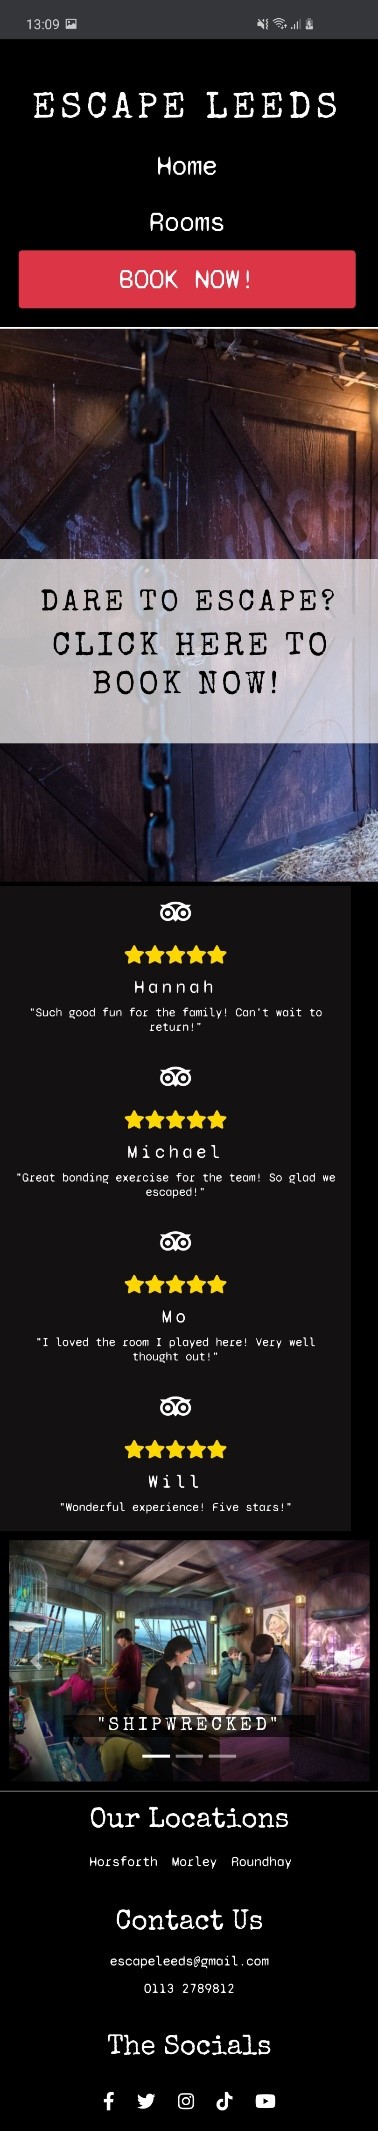 13:09
ESCAPE LEEDS
Home
Rooms
BOOK NOW!
DARE TO ESCAPE?
CLICK HERE TO
BOOK NOW!
Hannah
"Such good fun for the family! Can't wait to
return!"
Michael
"Great bonding exercise for the team! So glad we
escaped!"
Mo
"I loved the room I played here! Very well
thought out!"
Will
"Wonderful experience! Five stars!"
"SHIPWRECKED"
Our Locations
Horsforth Morley Roundhay
Contact Us
escapeleeds@gmail.com
0113 2789812
The Socials